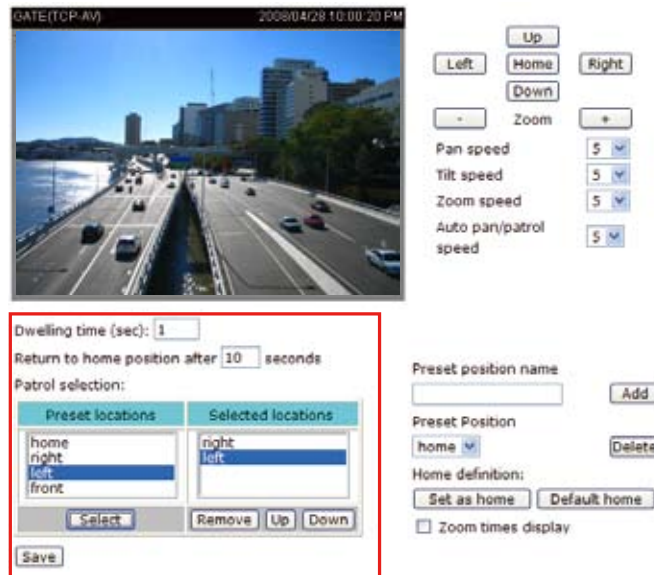 GATE(TCP-AV) 2008/04/28 10:00:20 PM
Up
Left Home Right
Down
- Zoom +
Pan speed 5
Tilt speed 5
Zoom speed 5
Auto pan/patrol speed 5
Dwelling time (sec): 1
Return to home position after 10 seconds
Patrol selection:
Preset locations Selected locations
home
right
left
front
right
left
Select Remove Up Down
Save
Preset position name
Add
Preset Position
home Delete
Home definition:
Set as home Default home
Zoom times display